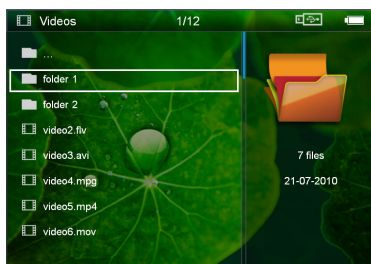 Videos 1/12
...
folder 1
folder 2
video2.flv
video3.avi
video4.mpg
video5.mp4
video6.mov
7 files
21-07-2010